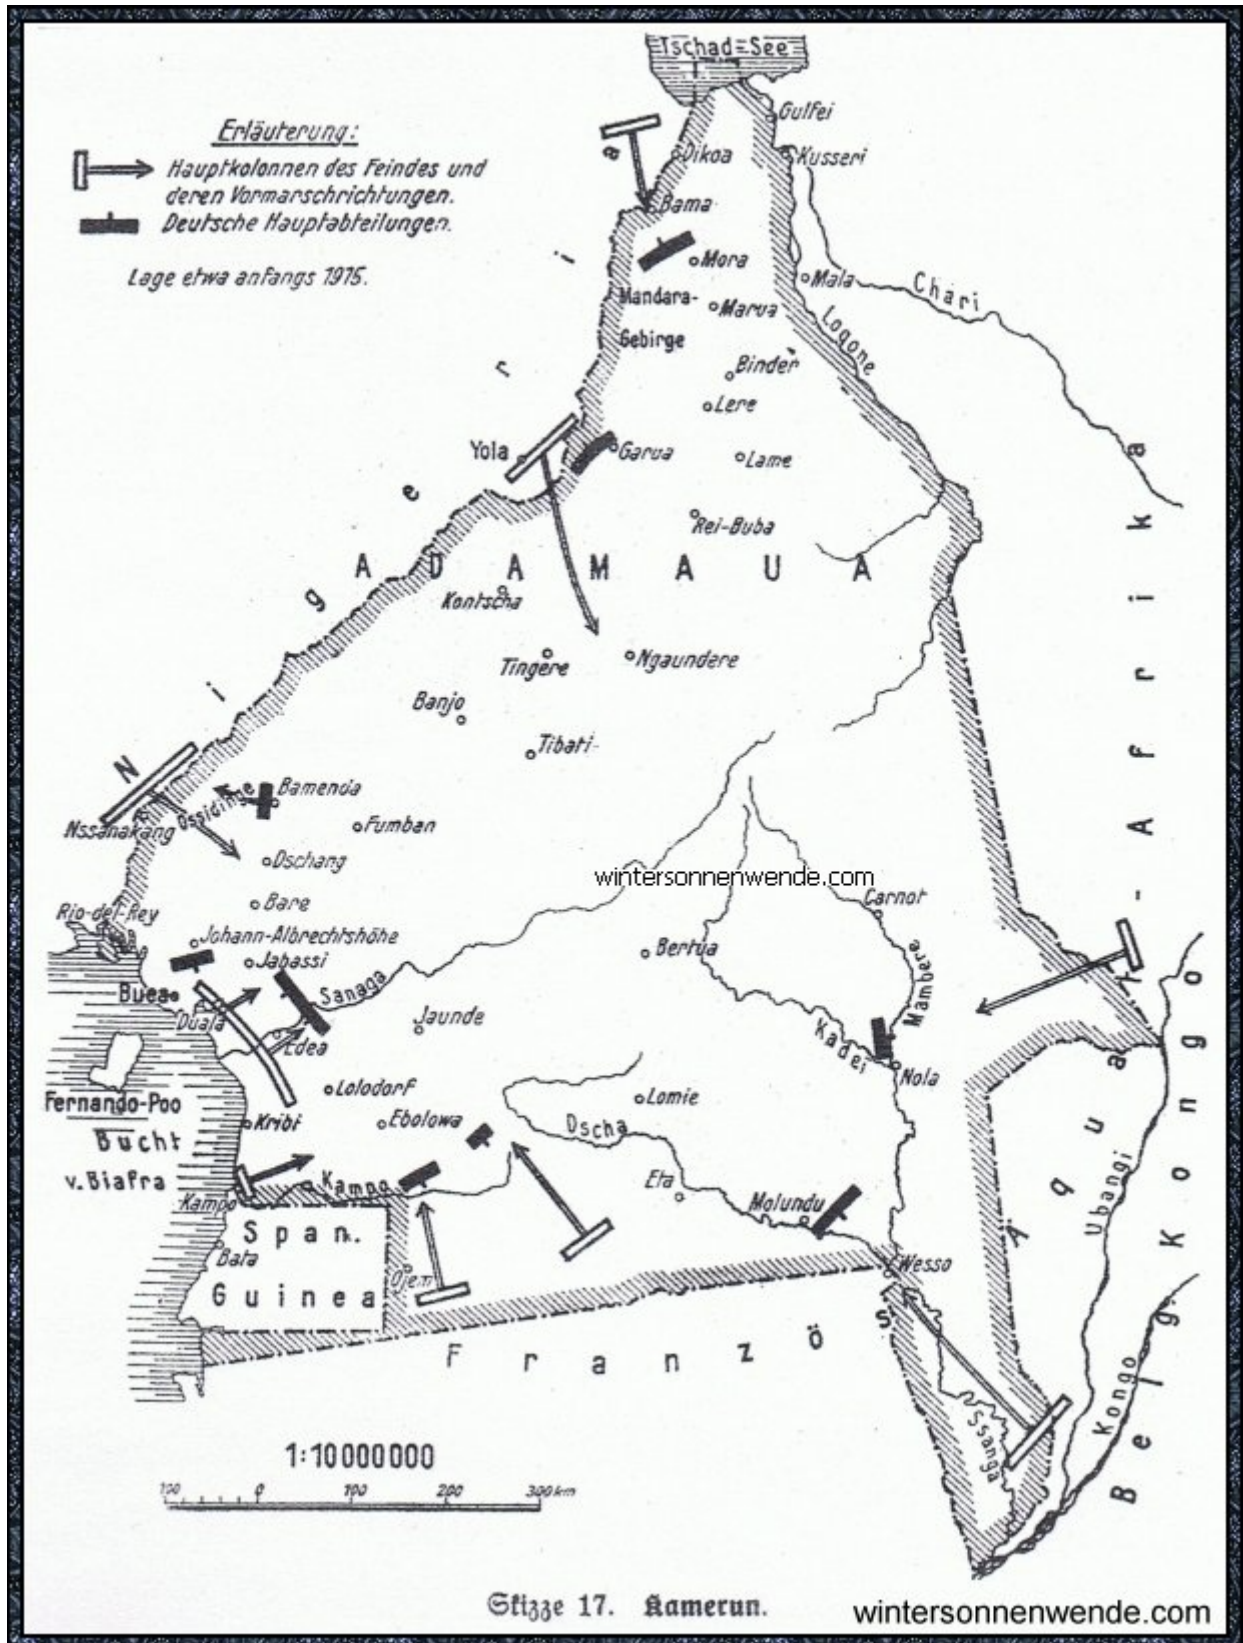 Tschad=See
Erläuterung:
Hauptkolonnen des Feindes und
deren Vormarschrichtungen.
Deutsche Hauptabteilungen.
Lage etwa anfangs 1915.
Gulfei
Dikoa
Kusseri
Bama
Mora
Mala
Chari
Mandara-
Gebirge
Marua
Logone
Binder
Lere
Yola
Garua
Lame
Rei-Buba
ADAMAUA
Kontscha
Tingere
Ngaundere
Banjo
Tibati
Nigeria
Bamenda
Ossidinge
Nssanakang
Fumban
Dschang
wintersonnenwende.com
Carnot
Bare
Rio-del-Rey
Johann-Albrechtshöhe
Bertua
Jabassi
Mambere
Buea
Sanaga
Duala
Jaunde
Edea
Kadei
Nola
Lolodorf
Lomie
Fernando-Poo
Kribi
Ebolowa
Dscha
Bucht
v. Biafra
Kampo
Kampo
Molundu
Ubangi
Span.
Bata
Wesso
Ojem
Guinea
Französ
Äqua
t.-Afrika
Belg.
Kongo
Kongo
Ssanga
1:10000000
100 0 100 200 300 km
Skizze 17. Kamerun.
wintersonnenwende.com